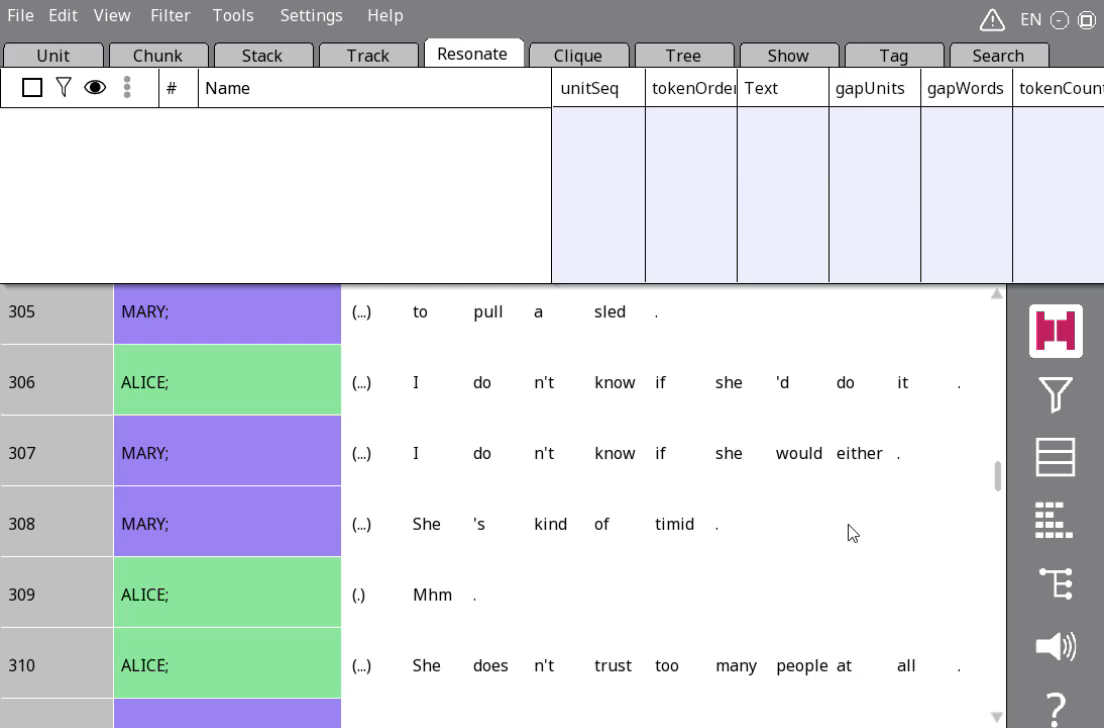 File Edit View Filter Tools Settings Help EN
Unit Chunk Stack Track Resonate Clique Tree Show Tag Search
# Name unitSeq tokenOrder Text gapUnits gapWords tokenCount
305 MARY; (...) to pull a sled .
306 ALICE; (...) I do n't know if she 'd do it .
307 MARY; (...) I do n't know if she would either .
308 MARY; (...) She 's kind of timid .
309 ALICE; (.) Mhm .
310 ALICE; (...) She does n't trust too many people at all .
?